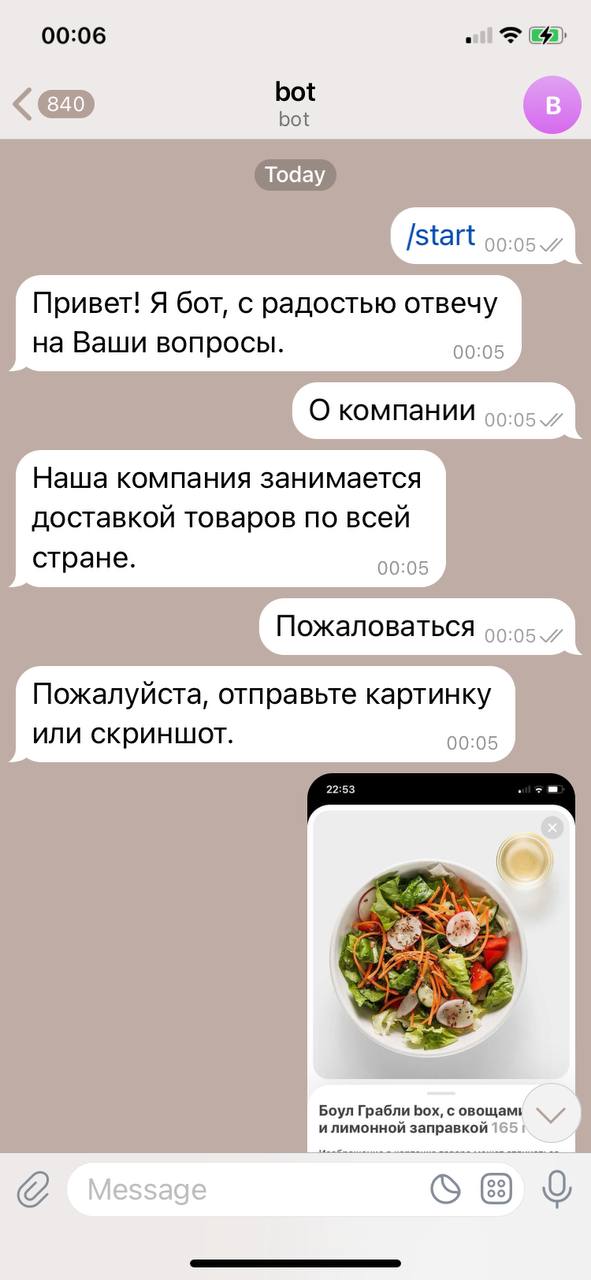 00:06
840
bot
bot
B
Today
/start 00:05
Привет! Я бот, с радостью отвечу
на Ваши вопросы. 00:05
О компании 00:05
Наша компания занимается
доставкой товаров по всей
стране. 00:05
Пожаловаться 00:05
Пожалуйста, отправьте картинку
или скриншот. 00:05
22:53
Боул Грабли box, с овощами
и лимонной заправкой 165
Message